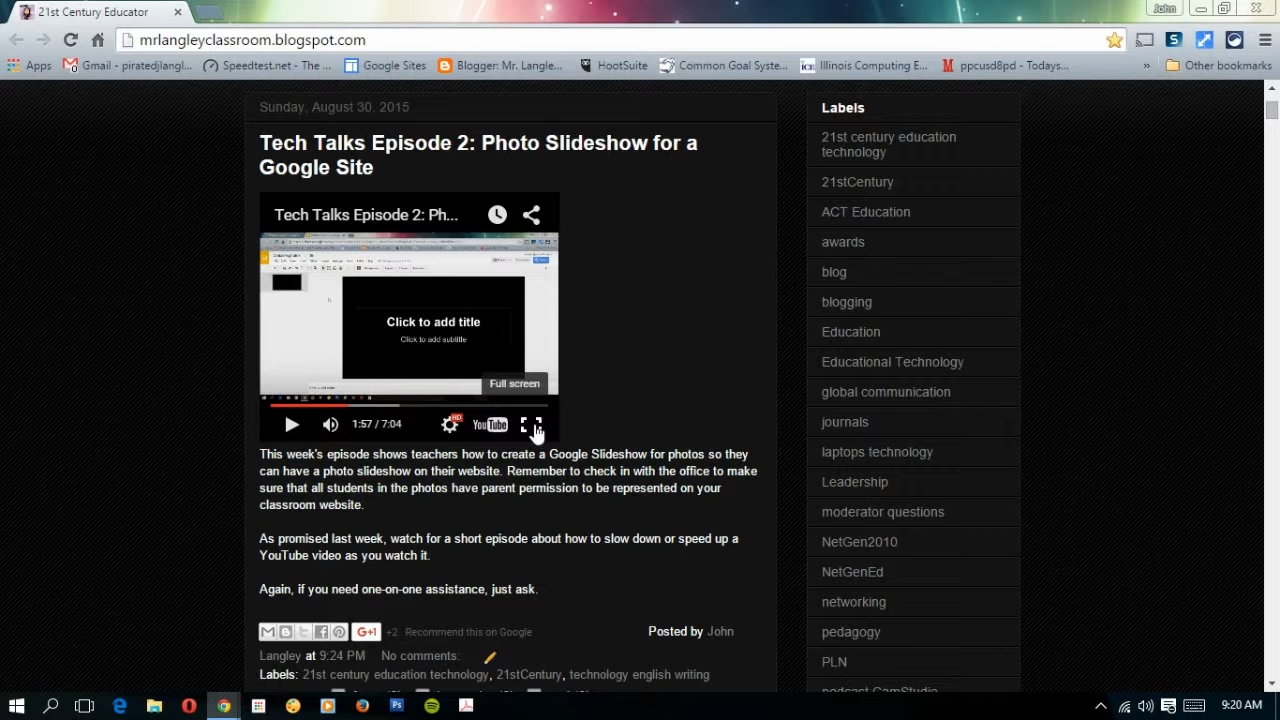 21st Century Educator
John
mrlangleyclassroom.blogspot.com
Apps
Gmail - piratedjlangl...
Speedtest.net - The ...
Google Sites
Blogger: Mr. Langle...
HootSuite
Common Goal Syste...
ICE Illinois Computing E...
ppcusd8pd - Todays...
»
Other bookmarks
Sunday, August 30, 2015
Tech Talks Episode 2: Photo Slideshow for a
Google Site
Tech Talks Episode 2: Ph...
Click to add title
Click to add subtitle
Full screen
1:57 / 7:04
HD
YouTube
This week's episode shows teachers how to create a Google Slideshow for photos so they
can have a photo slideshow on their website. Remember to check in with the office to make
sure that all students in the photos have parent permission to be represented on your
classroom website.
As promised last week, watch for a short episode about how to slow down or speed up a
YouTube video as you watch it.
Again, if you need one-on-one assistance, just ask.
G+1
+2 Recommend this on Google
Posted by John
Langley at 9:24 PM No comments:
Labels: 21st century education technology, 21stCentury, technology english writing
Labels
21st century education
technology
21stCentury
ACT Education
awards
blog
blogging
Education
Educational Technology
global communication
journals
laptops technology
Leadership
moderator questions
NetGen2010
NetGenEd
networking
pedagogy
PLN
podcast CamStudio
9:20 AM